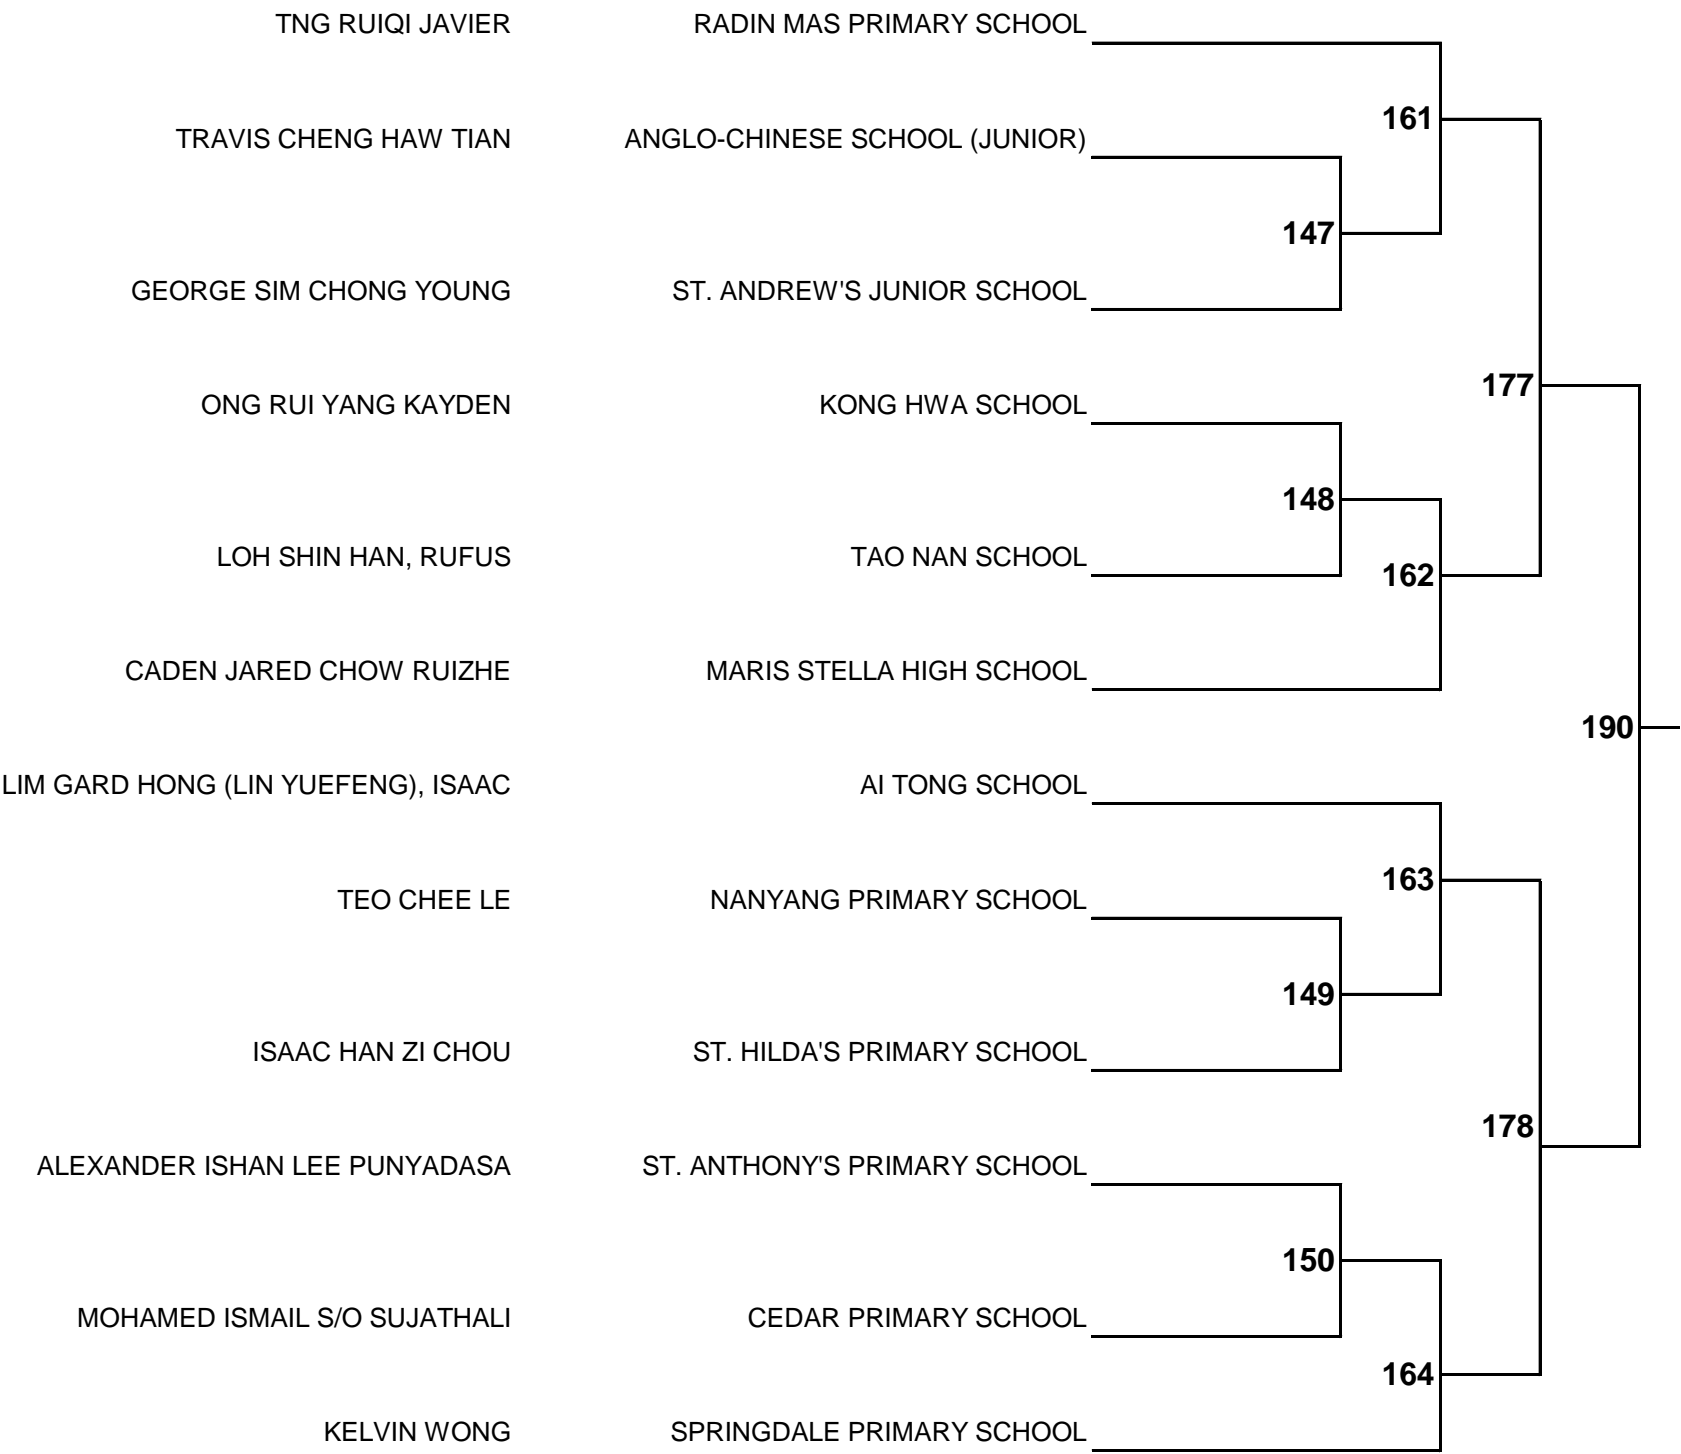 TNG RUIQI JAVIER RADIN MAS PRIMARY SCHOOL
161
TRAVIS CHENG HAW TIAN ANGLO-CHINESE SCHOOL (JUNIOR)
147
GEORGE SIM CHONG YOUNG ST. ANDREW'S JUNIOR SCHOOL
177
ONG RUI YANG KAYDEN KONG HWA SCHOOL
148
LOH SHIN HAN, RUFUS TAO NAN SCHOOL
162
CADEN JARED CHOW RUIZHE MARIS STELLA HIGH SCHOOL
190
LIM GARD HONG (LIN YUEFENG), ISAAC AI TONG SCHOOL
163
TEO CHEE LE NANYANG PRIMARY SCHOOL
149
ISAAC HAN ZI CHOU ST. HILDA'S PRIMARY SCHOOL
178
ALEXANDER ISHAN LEE PUNYADASA ST. ANTHONY'S PRIMARY SCHOOL
150
MOHAMED ISMAIL S/O SUJATHALI CEDAR PRIMARY SCHOOL
164
KELVIN WONG SPRINGDALE PRIMARY SCHOOL